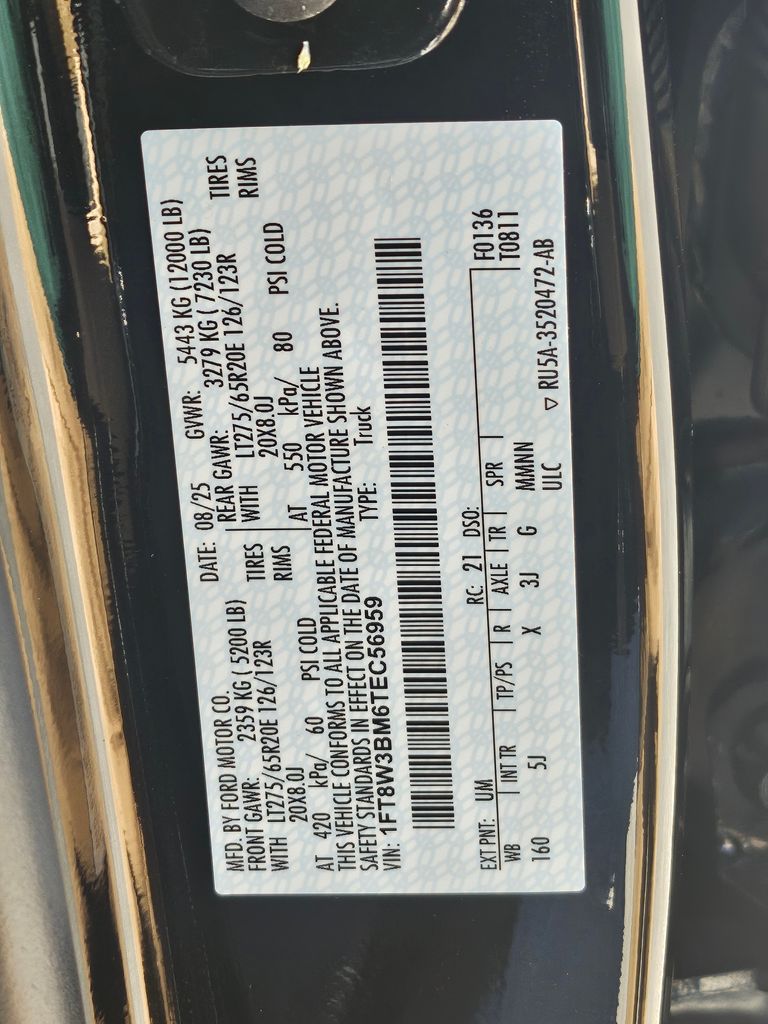 MFD. BY FORD MOTOR CO.
DATE: 08/25 GVWR: 5443 KG (12000 LB)
FRONT GAWR: 2359 KG ( 5200 LB) REAR GAWR: 3279 KG ( 7230 LB)
WITH LT275/65R20E 126/123R TIRES WITH LT275/65R20E 126/123R TIRES
20X8.0J RIMS 20X8.0J RIMS
AT 420 kPa/ 60 PSI COLD AT 550 kPa/ 80 PSI COLD
THIS VEHICLE CONFORMS TO ALL APPLICABLE FEDERAL MOTOR VEHICLE
SAFETY STANDARDS IN EFFECT ON THE DATE OF MANUFACTURE SHOWN ABOVE.
VIN: 1FT8W3BM6TEC56959 TYPE: Truck
F0136
EXT PNT: UM RC: 21 DSO: T0811
WB INT TR TP/PS R AXLE TR SPR
160 5J X 3J G MMNN
ULC ▽ RU5A-3520472-AB